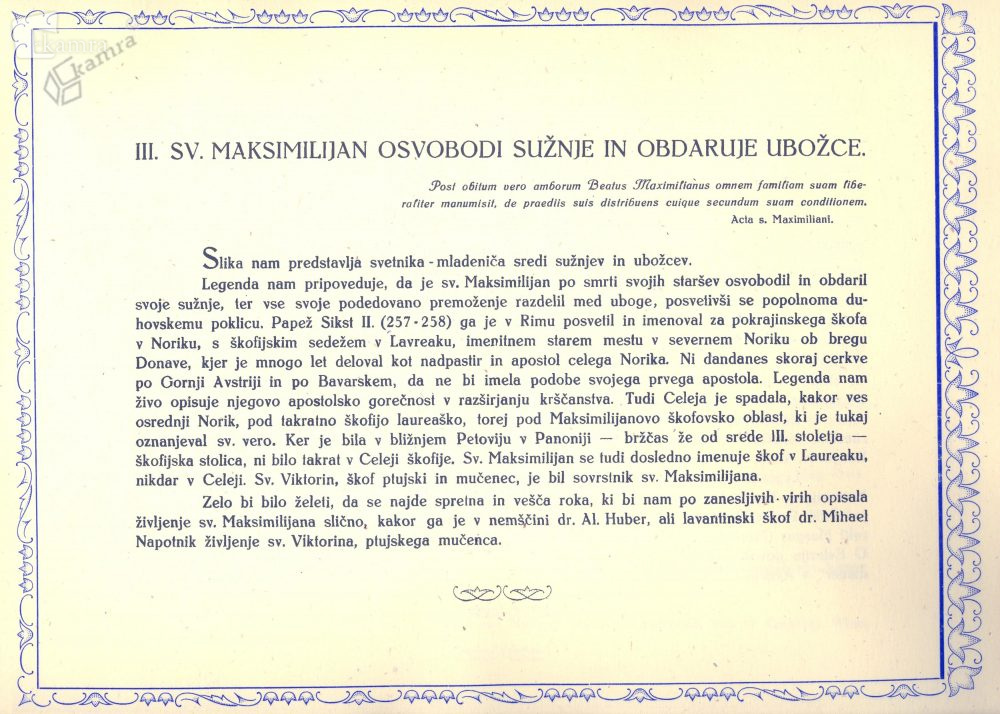 kamra
kamra
III. SV. MAKSIMILIJAN OSVOBODI SUŽNJE IN OBDARUJE UBOŽCE.
Post obitum vero amborum Beatus Maximilianus omnem familiam suam libe-
raliter manumisit, de praediis suis distribuens cuique secundum suam conditionem.
Acta s. Maximiliani.
Slika nam predstavlja svetnika-mladeniča sredi sužnjev in ubožcev.
Legenda nam pripoveduje, da je sv. Maksimilijan po smrti svojih staršev osvobodil in obdaril
svoje sužnje, ter vse svoje podedovano premoženje razdelil med uboge, posvetivši se popolnoma du-
hovskemu poklicu. Papež Sikst II. (257-258) ga je v Rimu posvetil in imenoval za pokrajinskega škofa
v Noriku, s škofijskim sedežem v Lavreaku, imenitnem starem mestu v severnem Noriku ob bregu
Donave, kjer je mnogo let deloval kot nadpastir in apostol celega Norika. Ni dandanes skoraj cerkve
po Gornji Avstriji in po Bavarskem, da ne bi imela podobe svojega prvega apostola. Legenda nam
živo opisuje njegovo apostolsko gorečnost v razširjanju krščanstva. Tudi Celeja je spadala, kakor ves
osrednji Norik, pod takratno škofijo laureaško, torej pod Maksimilijanovo škofovsko oblast, ki je tukaj
oznanjeval sv. vero. Ker je bila v bližnjem Petoviju v Panoniji — bržčas že od srede III. stoletja —
škofijska stolica, ni bilo takrat v Celeji škofije. Sv. Maksimilijan se tudi dosledno imenuje škof v Laureaku,
nikdar v Celeji. Sv. Viktorin, škof ptujski in mučenec, je bil sovrstnik sv. Maksimilijana.
Zelo bi bilo želeti, da se najde spretna in vešča roka, ki bi nam po zanesljivih virih opisala
življenje sv. Maksimilijana slično, kakor ga je v nemščini dr. Al. Huber, ali lavantinski škof dr. Mihael
Napotnik življenje sv. Viktorina, ptujskega mučenca.